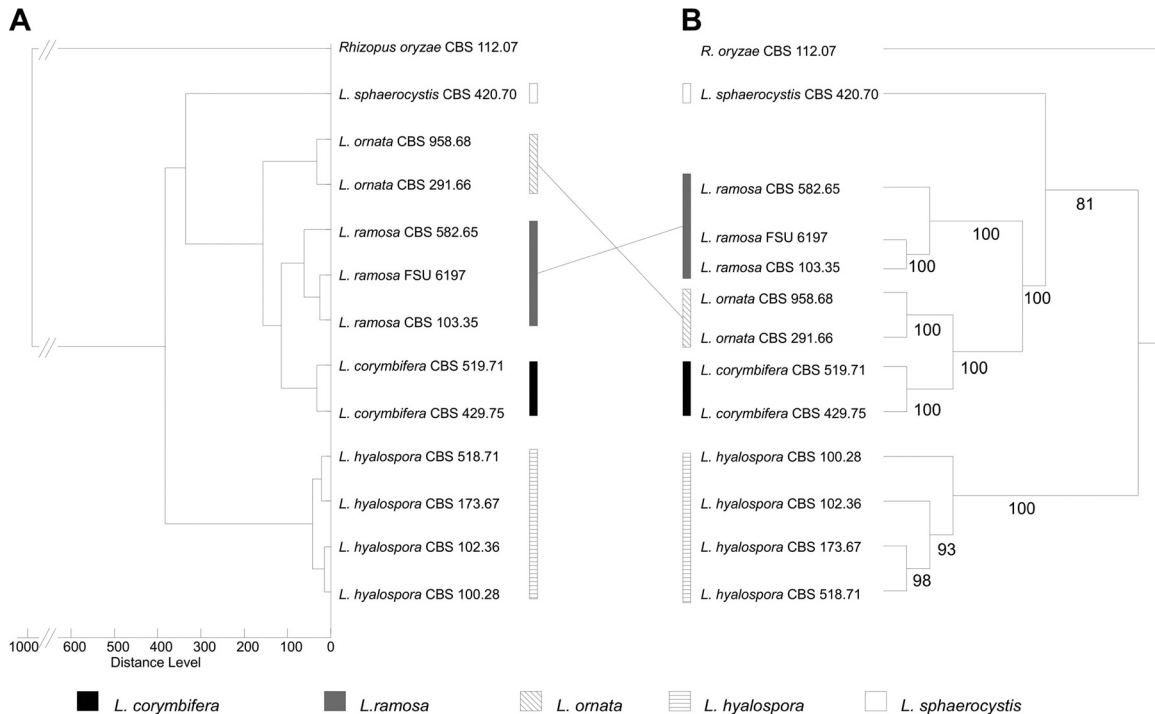 A
Rhizopus oryzae CBS 112.07
L. sphaerocystis CBS 420.70
L. ornata CBS 958.68
L. ornata CBS 291.66
L. ramosa CBS 582.65
L. ramosa FSU 6197
L. ramosa CBS 103.35
L. corymbifera CBS 519.71
L. corymbifera CBS 429.75
L. hyalospora CBS 518.71
L. hyalospora CBS 173.67
L. hyalospora CBS 102.36
L. hyalospora CBS 100.28
1000 600 500 400 300 200 100 0
Distance Level
B
R. oryzae CBS 112.07
L. sphaerocystis CBS 420.70
L. ramosa CBS 582.65
81
L. ramosa FSU 6197
100
L. ramosa CBS 103.35
100
L. ornata CBS 958.68
100
L. ornata CBS 291.66
100
L. corymbifera CBS 519.71
100
L. corymbifera CBS 429.75
100
L. hyalospora CBS 100.28
L. hyalospora CBS 102.36
100
L. hyalospora CBS 173.67
93
L. hyalospora CBS 518.71
98
L. corymbifera L.ramosa L. ornata L. hyalospora L. sphaerocystis